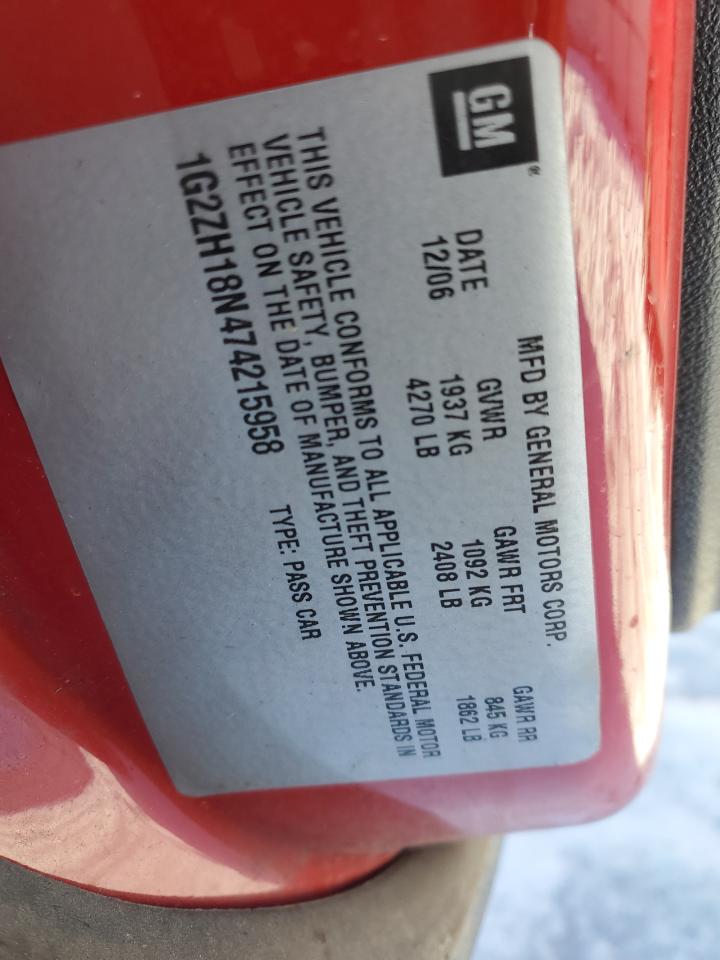 GM
®
MFD BY GENERAL MOTORS CORP.
DATE GVWR GAWR FRT GAWR RR
12/06 1937 KG 1092 KG 845 KG
4270 LB 2408 LB 1862 LB
THIS VEHICLE CONFORMS TO ALL APPLICABLE U.S. FEDERAL MOTOR
VEHICLE SAFETY, BUMPER, AND THEFT PREVENTION STANDARDS IN
EFFECT ON THE DATE OF MANUFACTURE SHOWN ABOVE.
1G2ZH18N474215958 TYPE: PASS CAR